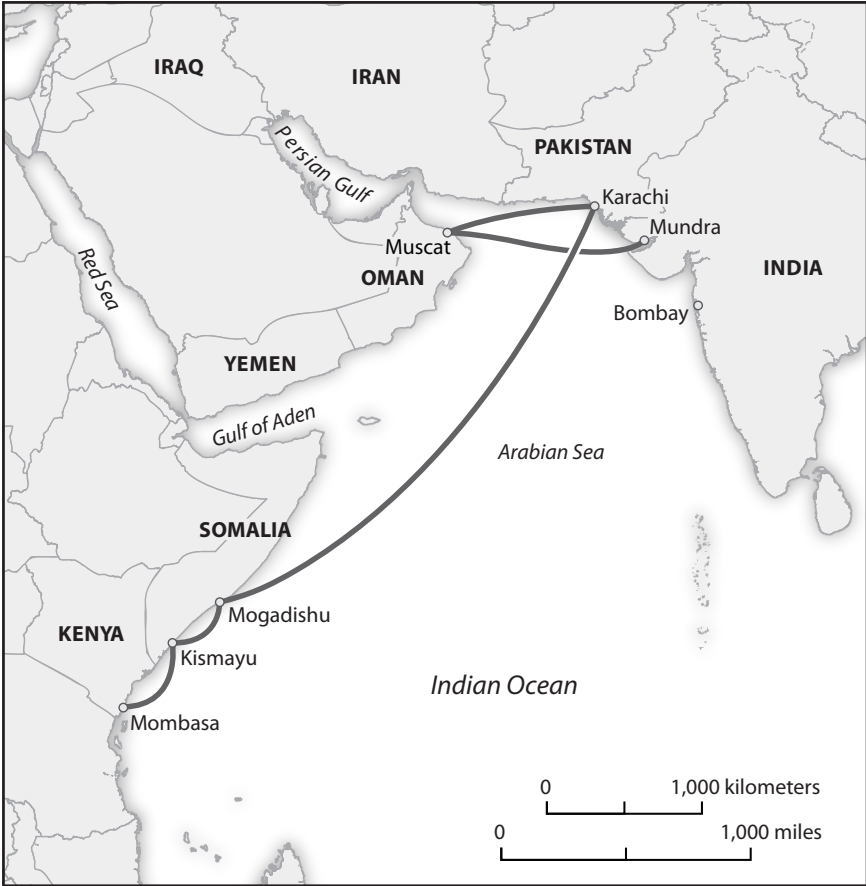 IRAQ
IRAN
PAKISTAN
Persian Gulf
Karachi
Mundra
Muscat
OMAN
INDIA
Red Sea
Bombay
YEMEN
Gulf of Aden
Arabian Sea
SOMALIA
Mogadishu
KENYA
Kismayu
Indian Ocean
Mombasa
0 1,000 kilometers
0 1,000 miles